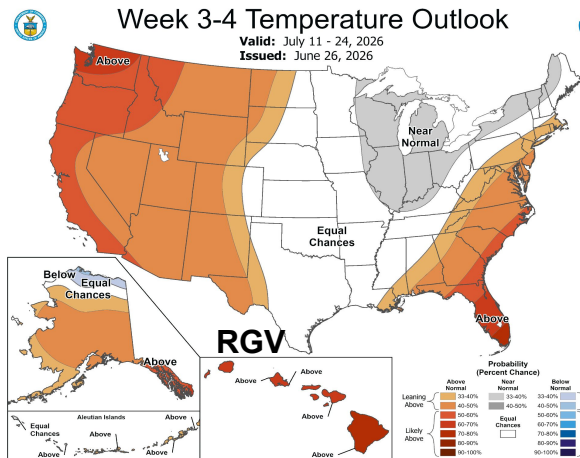 Week 3-4 Temperature Outlook
Valid: July 11 - 24, 2026
Issued: June 26, 2026
Above
Near
Normal
Equal
Chances
Below
Equal
Chances
Above
Above
RGV
Aleutian Islands
Equal
Chances
Above
Above
Above
Above
Above
Above
Above
Above
Probability
(Percent Chance)
Above
Normal
Near
Normal
Below
Normal
Leaning
Above
33-40%
40-50%
50-60%
60-70%
Likely
Above
70-80%
80-90%
90-100%
33-40%
40-50%
Equal
Chances
33-40%
40-50%
50-60%
60-70%
70-80%
80-90%
90-100%